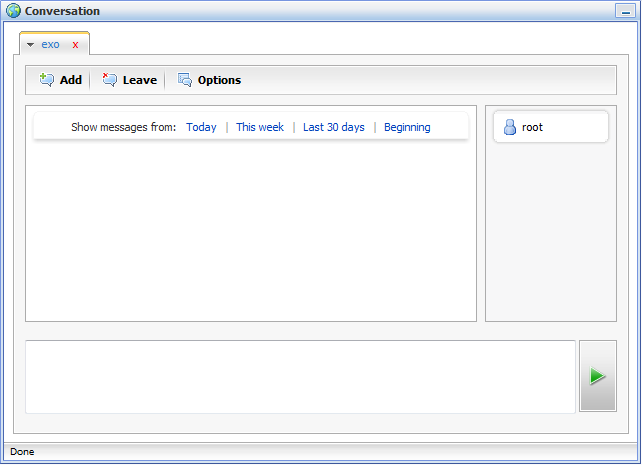 Conversation
exo x
Add Leave Options
Show messages from: Today | This week | Last 30 days | Beginning
root
Done